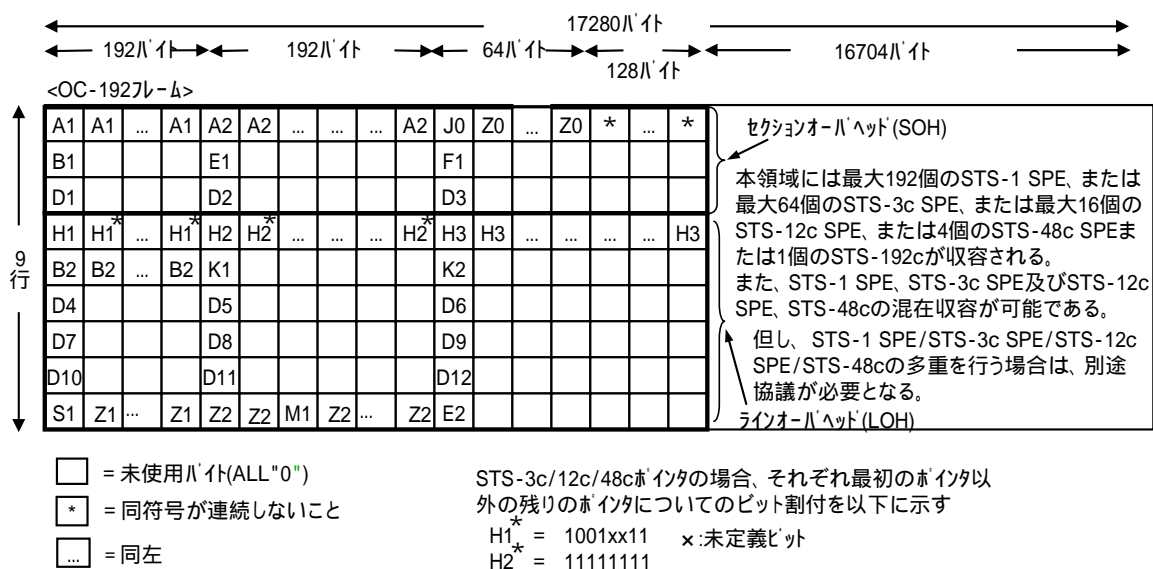 17280バイト
192バイト 192バイト 64バイト 128バイト 16704バイト
<OC-192フレーム>
A1 A1 ... A1 A2 A2 ... ... ... A2 J0 Z0 ... Z0 * ... *
B1 E1 F1
D1 D2 D3
H1 H1* ... H1* H2 H2* ... ... ... H2* H3 H3 ... ... ... ... H3
B2 B2 ... B2 K1 K2
D4 D5 D6
D7 D8 D9
D10 D11 D12
S1 Z1 ... Z1 Z2 Z2 M1 Z2 ... Z2 E2
9
行
セクションオーバヘッド(SOH)
本領域には最大192個のSTS-1 SPE、または
最大64個のSTS-3c SPE、または最大16個の
STS-12c SPE、または4個のSTS-48c SPEま
たは1個のSTS-192cが収容される。
また、STS-1 SPE、STS-3c SPE及びSTS-12c
SPE、STS-48cの混在収容が可能である。
但し、STS-1 SPE/STS-3c SPE/STS-12c
SPE/STS-48cの多重を行う場合は、別途
協議が必要となる。
ラインオーバヘッド(LOH)
= 未使用バイト(ALL"0")
* = 同符号が連続しないこと
... = 同左
STS-3c/12c/48cポインタの場合、それぞれ最初のポインタ以
外の残りのポインタについてのビット割付を以下に示す
H1* = 1001xx11 ×:未定義ビット
H2* = 11111111